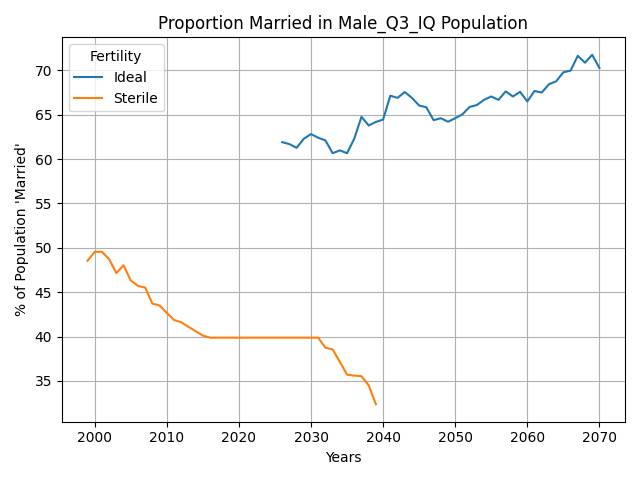 Proportion Married in Male_Q3_IQ Population
% of Population 'Married'
70
65
60
55
50
45
40
35
Fertility
Ideal
Sterile
2000 2010 2020 2030 2040 2050 2060 2070
Years